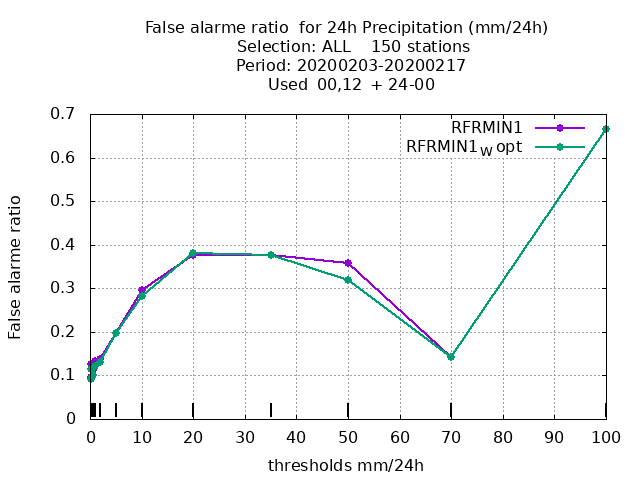 False alarme ratio  for 24h Precipitation (mm/24h)
Selection: ALL    150 stations
Period: 20200203-20200217
Used  00,12  + 24-00
RFRMIN1
RFRMIN1W opt
False alarme ratio
0.7
0.6
0.5
0.4
0.3
0.2
0.1
0
0 10 20 30 40 50 60 70 80 90 100
thresholds mm/24h